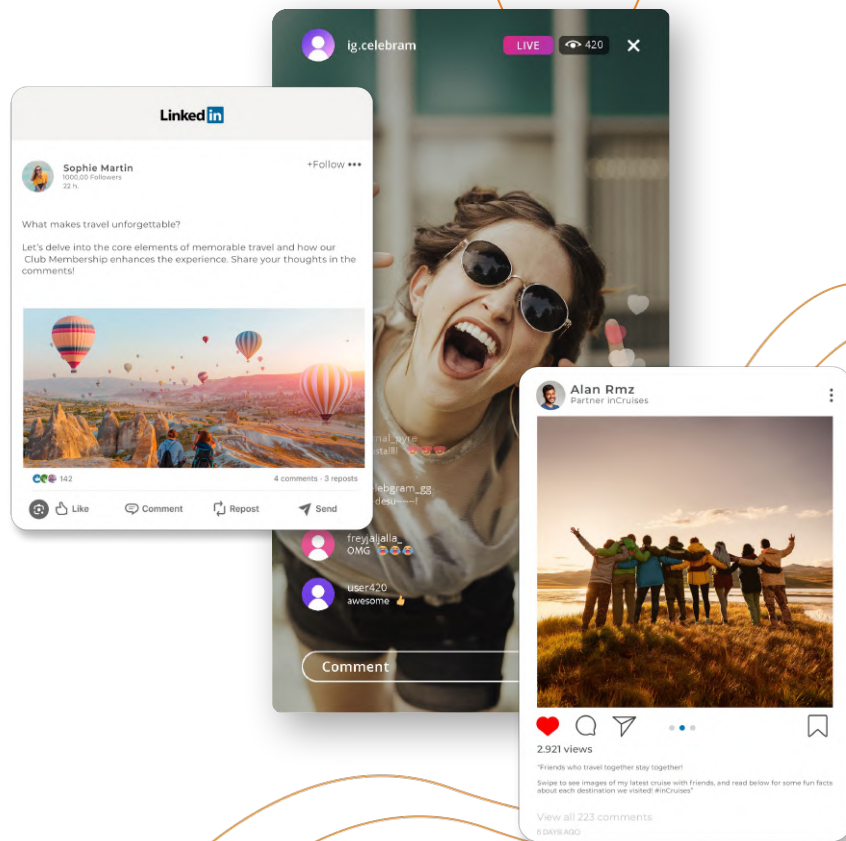 ig.celebram
LIVE
420
Linked in
Sophie Martin
1000,00 Followers
22 h.
+Follow
What makes travel unforgettable?
Let's delve into the core elements of memorable travel and how our
Club Membership enhances the experience. Share your thoughts in the
comments!
142
4 comments - 3 reposts
Like
Comment
Repost
Send
freyjaljalla_
OMG
user420
awesome
Comment
Alan Rmz
Partner inCruises
2.921 views
"Friends who travel together stay together!
Swipe to see images of my latest cruise with friends, and read below for some fun facts
about each destination we visited! #inCruises"
View all 223 comments
6 DAYS AGO